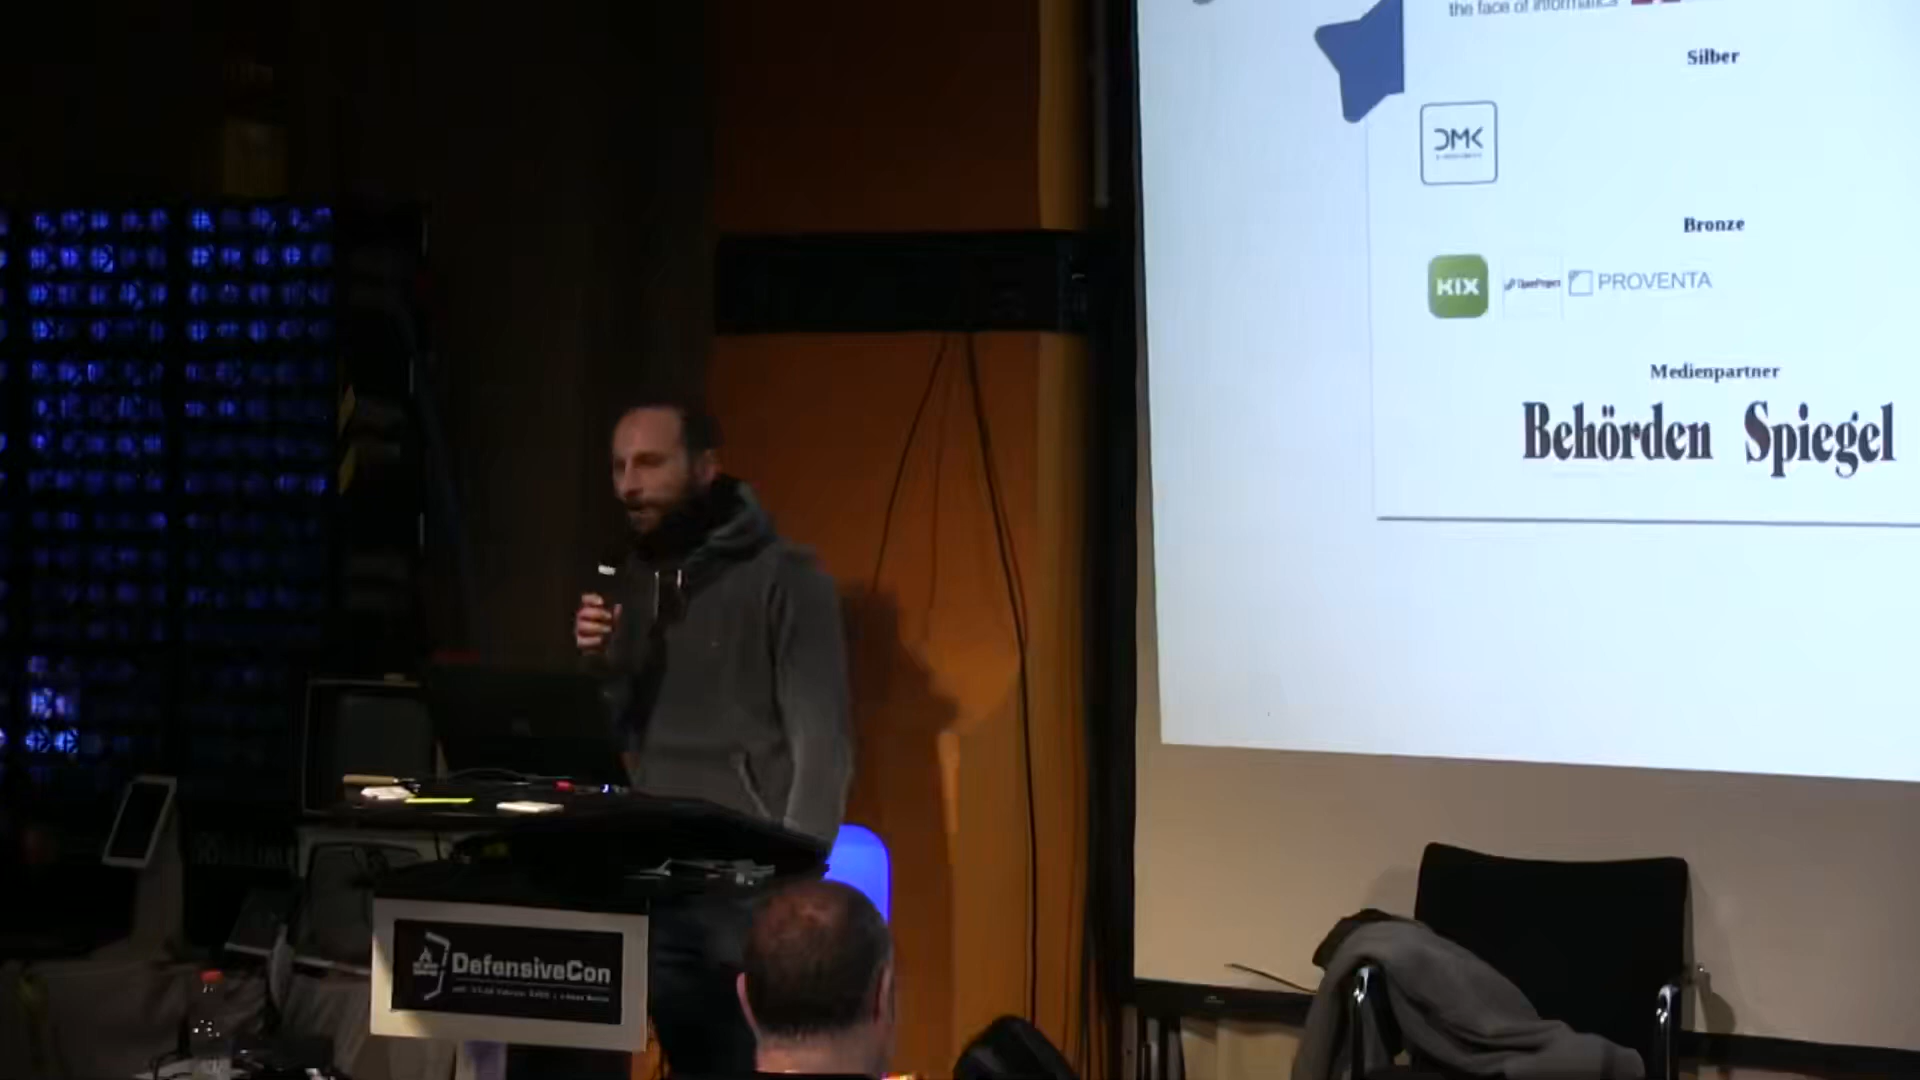 the face of informatics
Silber
DMK
Bronze
KIX
OpenProject
PROVENTA
Medienpartner
Behörden Spiegel
DefensiveCon